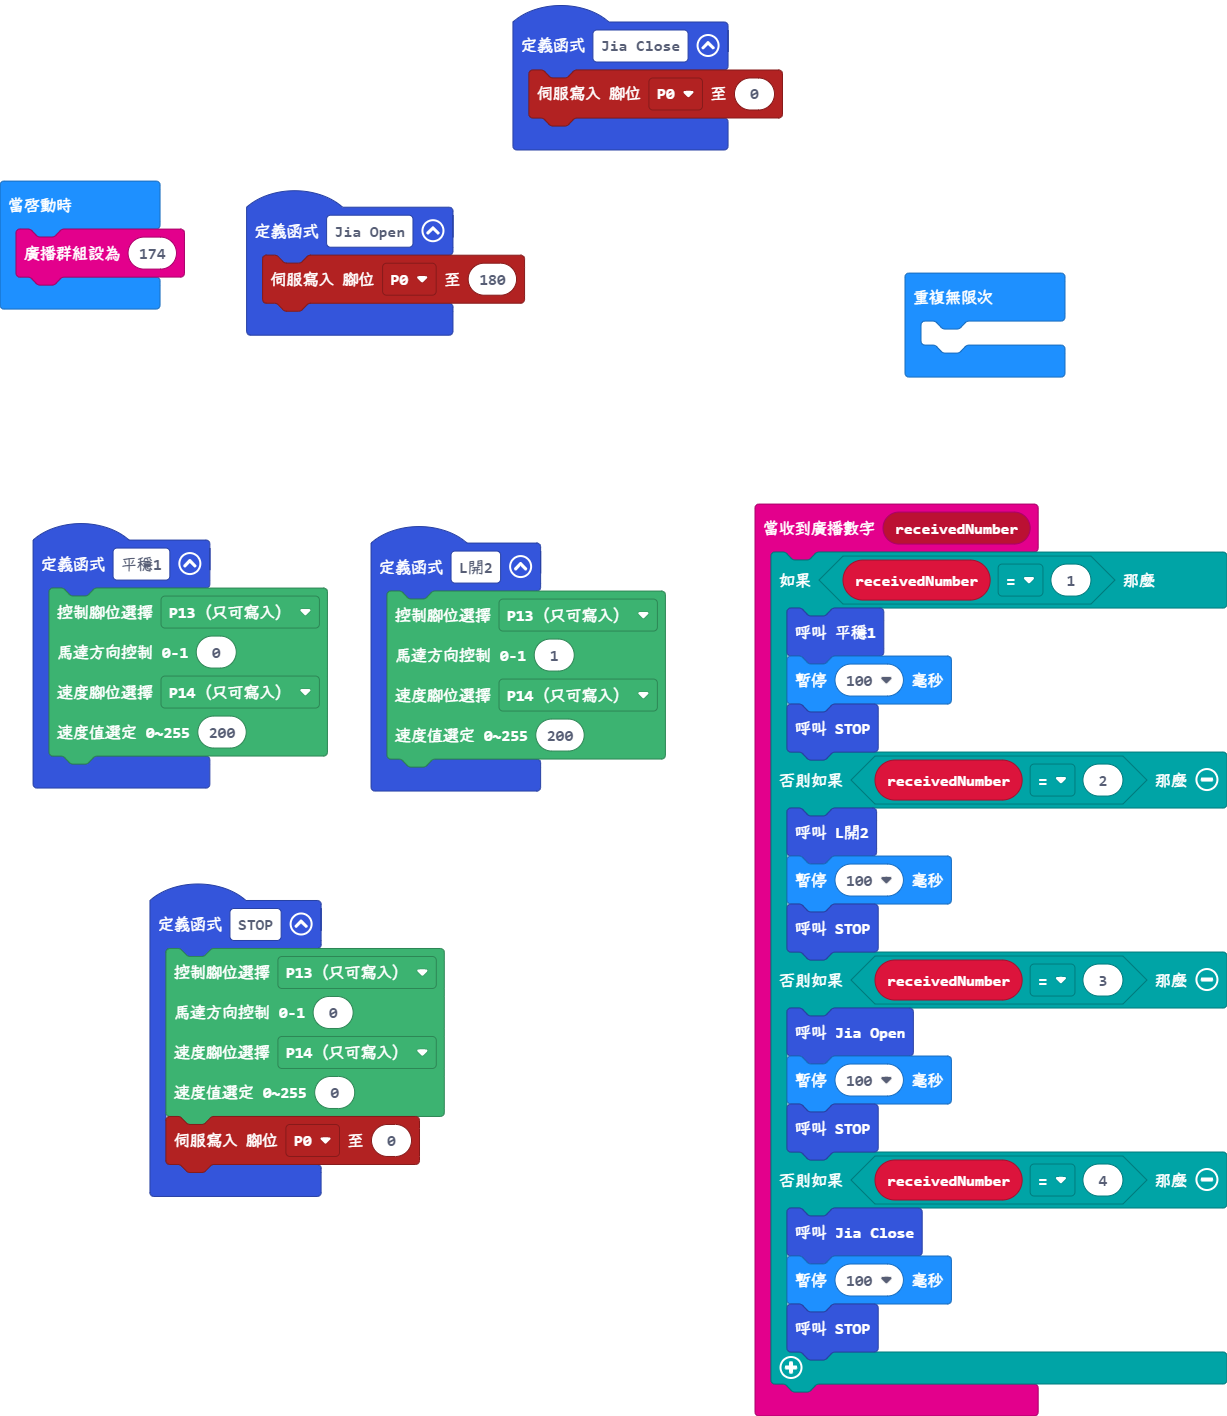 定義函式 Jia Close
伺服寫入 腳位 P0 至 0
當啓動時
廣播群組設為 174
定義函式 Jia Open
伺服寫入 腳位 P0 至 180
重複無限次
定義函式 平穩1
控制腳位選擇 P13 (只可寫入)
馬達方向控制 0-1 0
速度腳位選擇 P14 (只可寫入)
速度值選定 0~255 200
定義函式 L開2
控制腳位選擇 P13 (只可寫入)
馬達方向控制 0-1 1
速度腳位選擇 P14 (只可寫入)
速度值選定 0~255 200
定義函式 STOP
控制腳位選擇 P13 (只可寫入)
馬達方向控制 0-1 0
速度腳位選擇 P14 (只可寫入)
速度值選定 0~255 0
伺服寫入 腳位 P0 至 0
當收到廣播數字 receivedNumber
如果 receivedNumber = 1 那麼
呼叫 平穩1
暫停 100 毫秒
呼叫 STOP
否則如果 receivedNumber = 2 那麼
呼叫 L開2
暫停 100 毫秒
呼叫 STOP
否則如果 receivedNumber = 3 那麼
呼叫 Jia Open
暫停 100 毫秒
呼叫 STOP
否則如果 receivedNumber = 4 那麼
呼叫 Jia Close
暫停 100 毫秒
呼叫 STOP